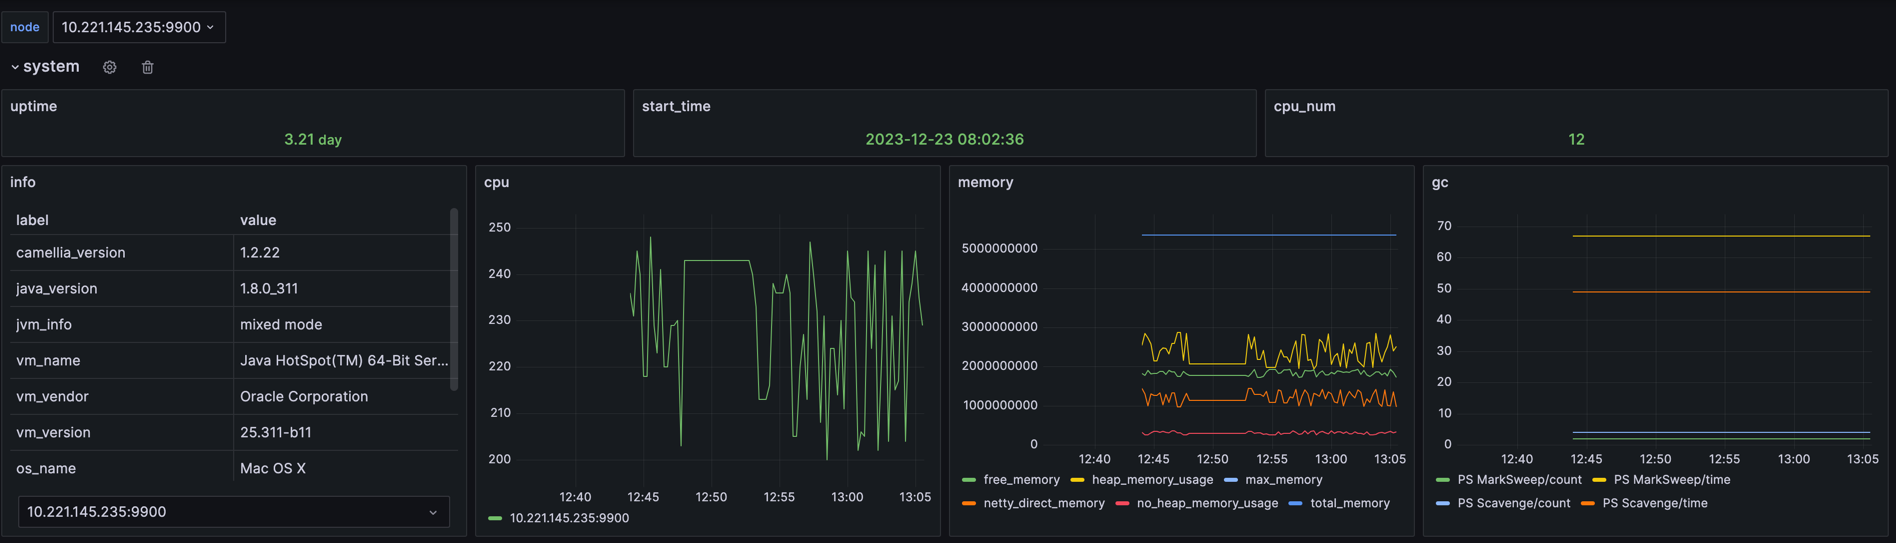 node 10.221.145.235:9900
system
uptime
3.21 day
start_time
2023-12-23 08:02:36
cpu_num
12
info
label value
camellia_version 1.2.22
java_version 1.8.0_311
jvm_info mixed mode
vm_name Java HotSpot(TM) 64-Bit Ser...
vm_vendor Oracle Corporation
vm_version 25.311-b11
os_name Mac OS X
10.221.145.235:9900
cpu
250
240
230
220
210
200
12:40 12:45 12:50 12:55 13:00 13:05
10.221.145.235:9900
memory
5000000000
4000000000
3000000000
2000000000
1000000000
0
12:40 12:45 12:50 12:55 13:00 13:05
free_memory heap_memory_usage max_memory
netty_direct_memory no_heap_memory_usage total_memory
gc
70
60
50
40
30
20
10
0
12:40 12:45 12:50 12:55 13:00 13:05
PS MarkSweep/count PS MarkSweep/time
PS Scavenge/count PS Scavenge/time